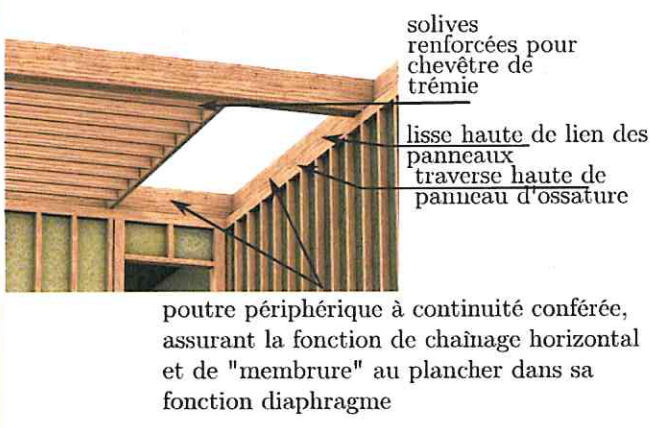 solives
renforcées pour
chevêtre de
trémie
lisse haute de lien des
panneaux
traverse haute de
panneau d'ossature
poutre périphérique à continuité conférée,
assurant la fonction de chaînage horizontal
et de "membrure" au plancher dans sa
fonction diaphragme